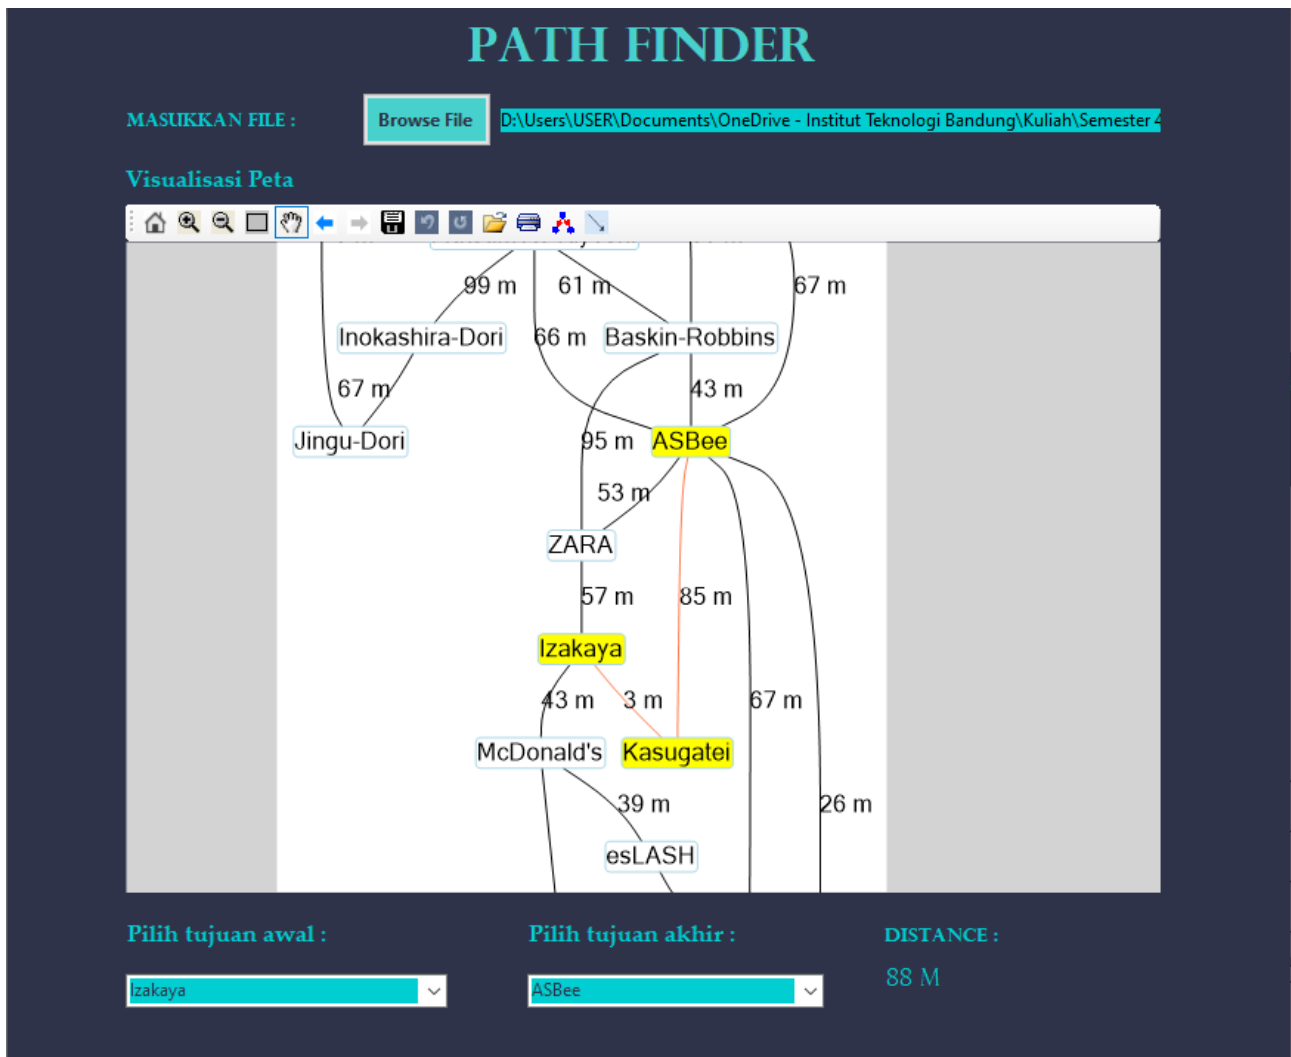 PATH FINDER
MASUKKAN FILE :
Browse File
D:\Users\USER\Documents\OneDrive - Institut Teknologi Bandung\Kuliah\Semester 4
Visualisasi Peta
99 m
61 m
67 m
Inokashira-Dori
66 m
Baskin-Robbins
67 m
43 m
Jingu-Dori
95 m
ASBee
53 m
ZARA
57 m
85 m
Izakaya
43 m
3 m
67 m
McDonald's
Kasugatei
39 m
26 m
esLASH
Pilih tujuan awal :
Pilih tujuan akhir :
DISTANCE :
Izakaya
ASBee
88 M